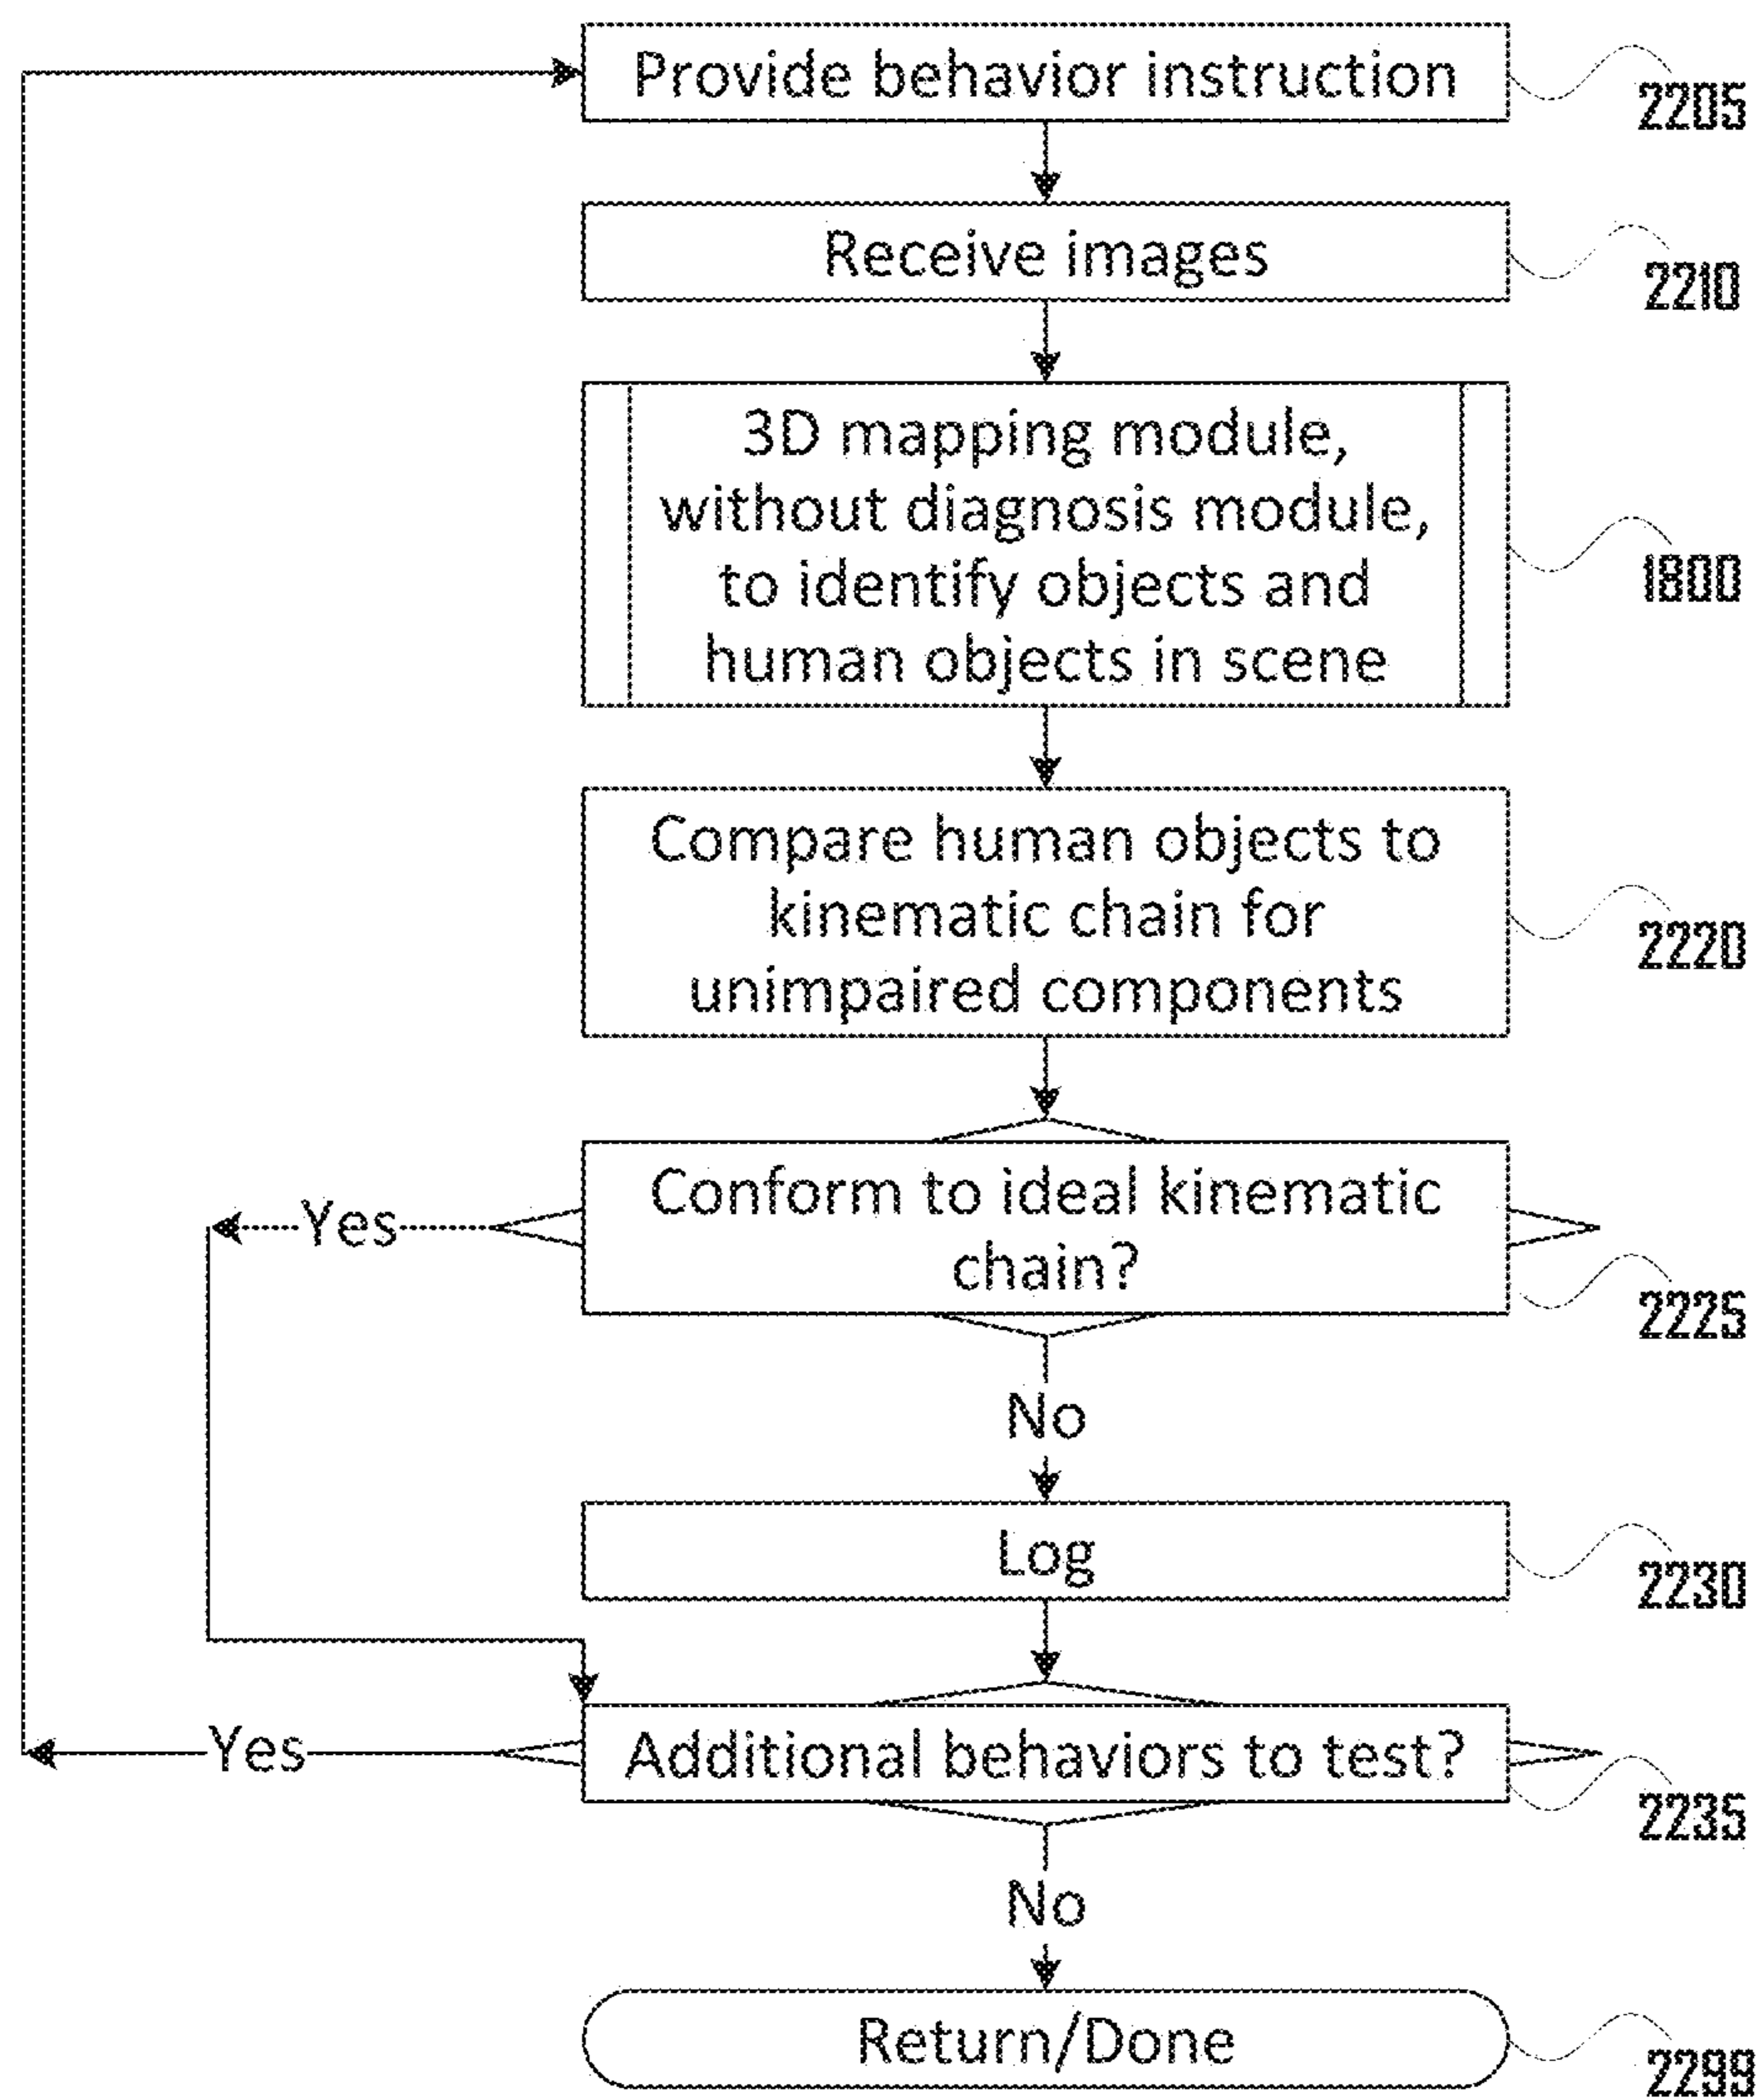 Provide behavior instruction
2205
Receive images
2210
3D mapping module,
without diagnosis module,
to identify objects and
human objects in scene
1800
Compare human objects to
kinematic chain for
unimpaired components
2220
Conform to ideal kinematic
chain?
Yes
2225
No
Log
2230
Additional behaviors to test?
Yes
2235
No
Return/Done
2299